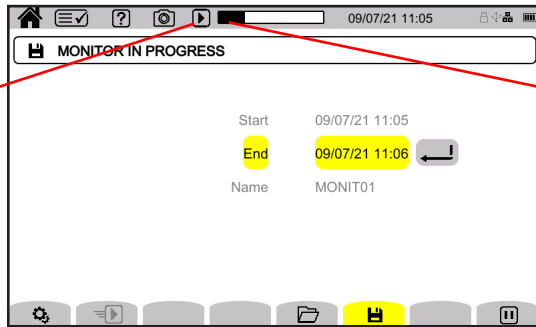 ? 09/07/21 11:05
MONITOR IN PROGRESS
Start 09/07/21 11:05
End 09/07/21 11:06
Name MONIT01